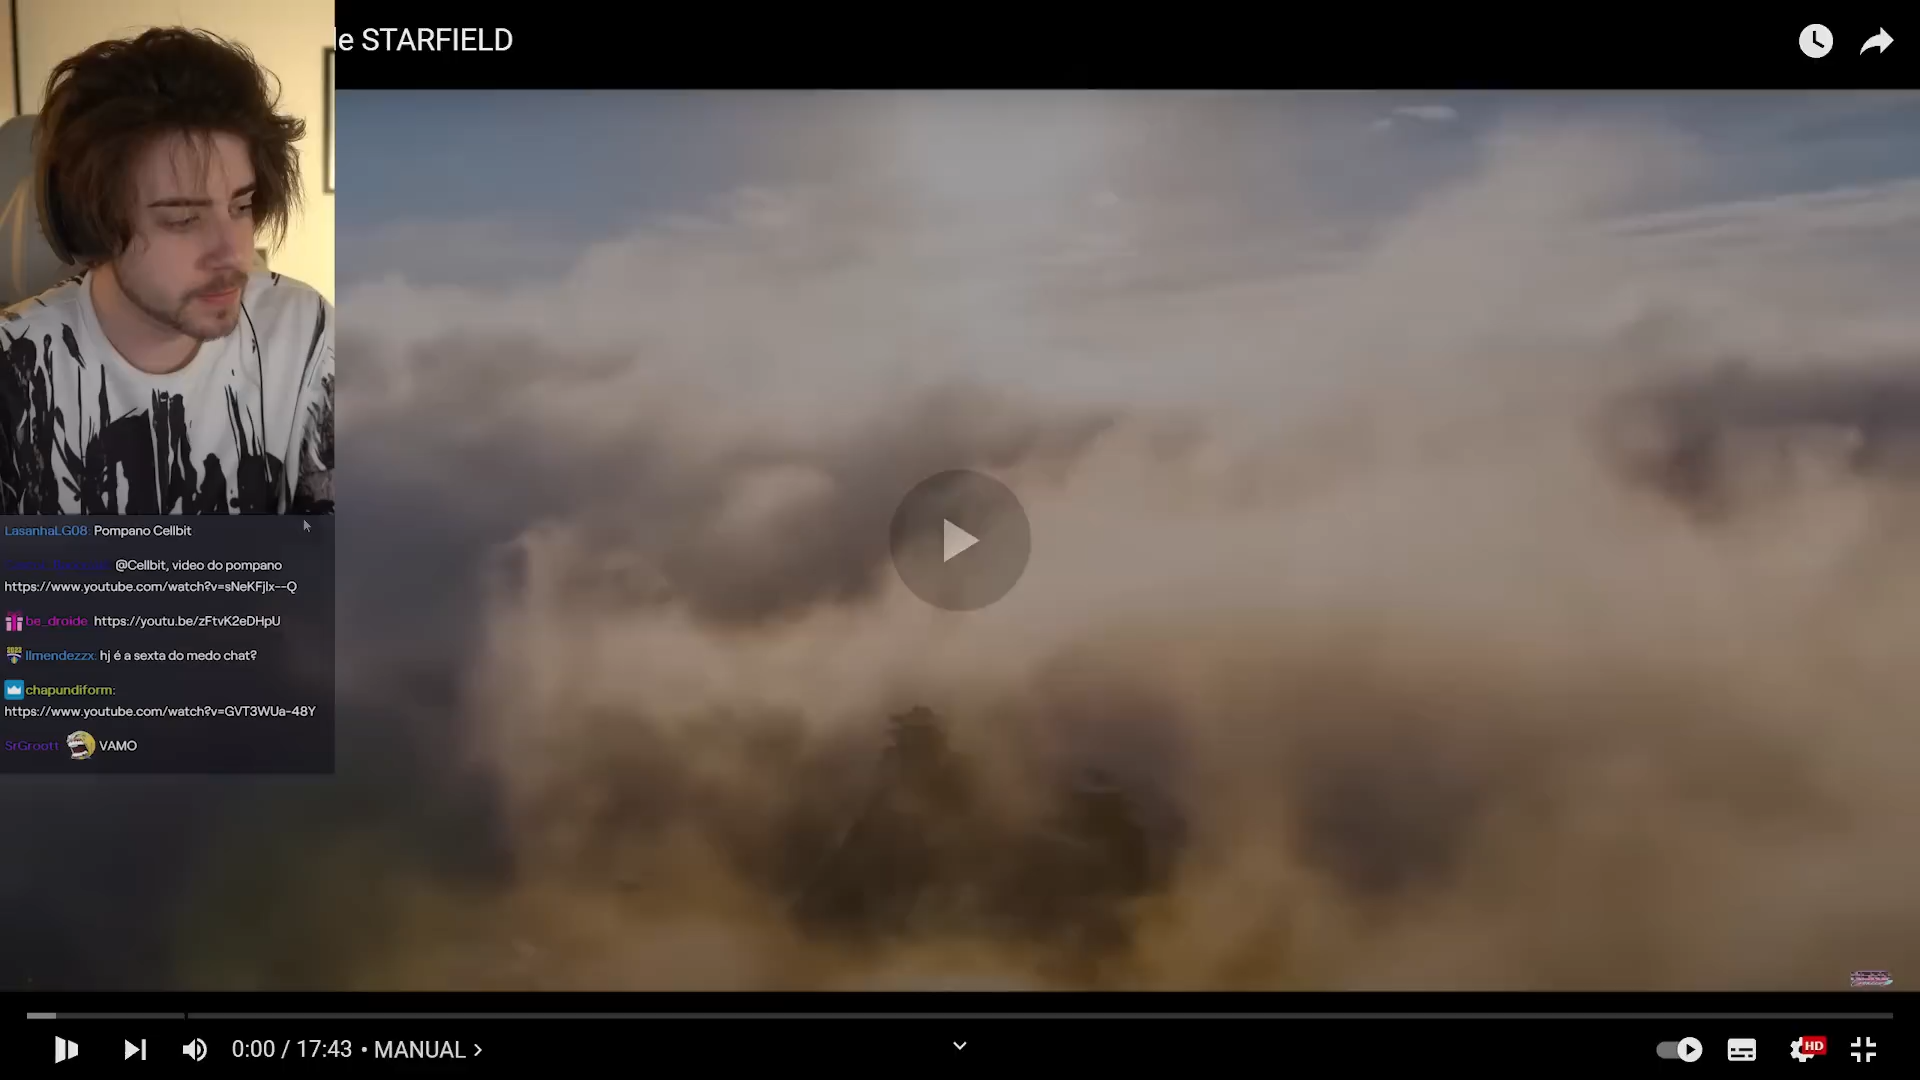 le STARFIELD
LasanhaLG08: Pompano Cellbit
@Cellbit, video do pompano
https://www.youtube.com/watch?v=sNeKFjlx--Q
be_droide: https://youtu.be/zFtvK2eDHpU
llmendezzx: hj é a sexta do medo chat?
chapundiform:
https://www.youtube.com/watch?v=GVT3WUa-48Y
SrGroot1 VAMO
0:00 / 17:43 • MANUAL
HD